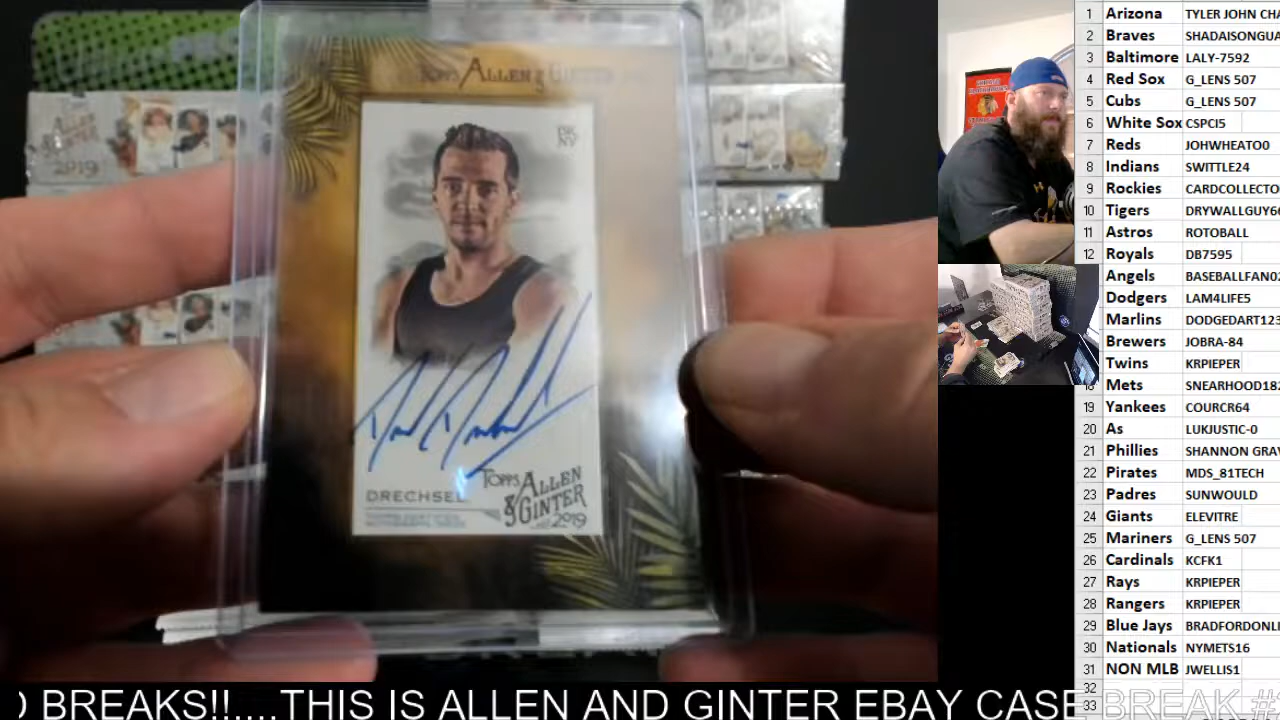 TOPPS ALLEN & GINTER
DRECHSEL
TOPPS ALLEN
& GINTER
2019
2019
1 Arizona TYLER JOHN CHA
2 Braves SHADAISONGUA
3 Baltimore LALY-7592
4 Red Sox G_LENS 507
5 Cubs G_LENS 507
6 White Sox CSPCI5
7 Reds JOHWHEATO0
8 Indians SWITTLE24
9 Rockies CARDCOLLECTO
10 Tigers DRYWALLGUY6
11 Astros ROTOBALL
12 Royals DB7595
Angels BASEBALLFAN02
Dodgers LAM4LIFE5
Marlins DODGEDART123
Brewers JOBRA-84
Twins KRPIEPER
18 Mets SNEARHOOD182
19 Yankees COURCR64
20 As LUKJUSTIC-0
21 Phillies SHANNON GRAY
22 Pirates MDS_81TECH
23 Padres SUNWOULD
24 Giants ELEVITRE
25 Mariners G_LENS 507
26 Cardinals KCFK1
27 Rays KRPIEPER
28 Rangers KRPIEPER
29 Blue Jays BRADFORDONLI
30 Nationals NYMETS16
31 NON MLB JWELLIS1
32
33
BREAKS!!....THIS IS ALLEN AND GINTER EBAY CASE BREAK #